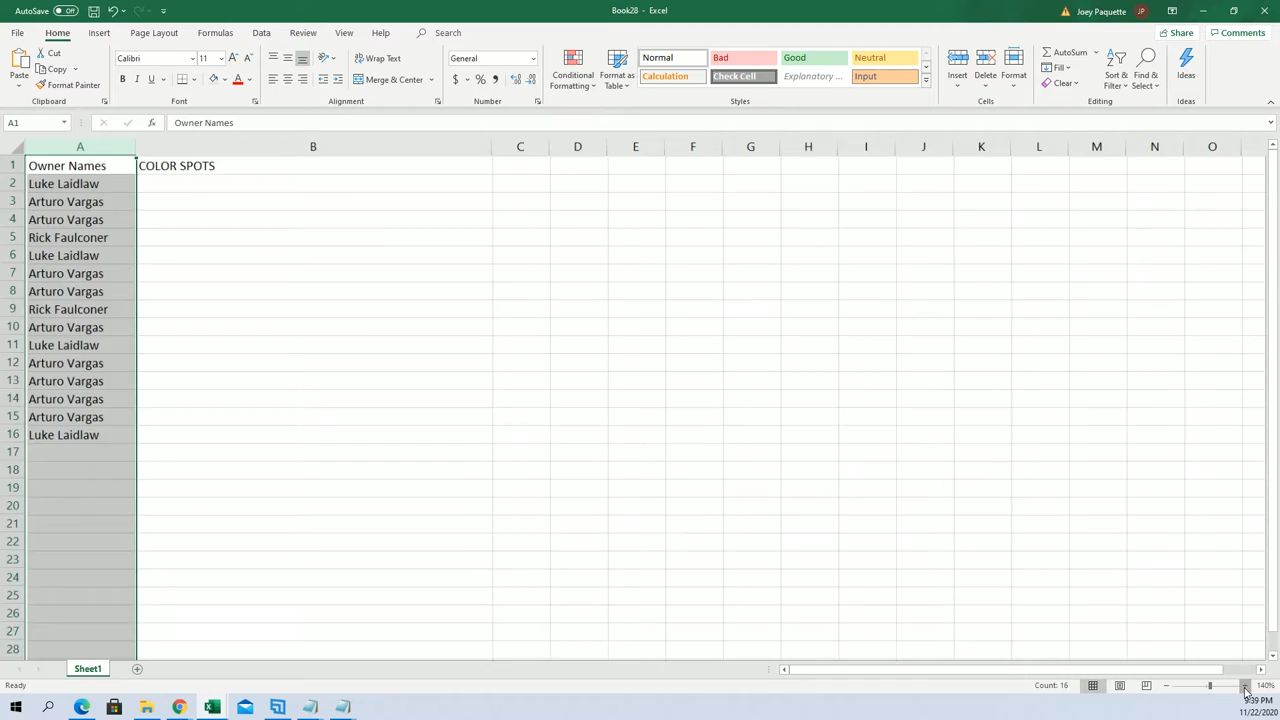 AutoSave Off Book28 - Excel Joey Paquette JP
File Home Insert Page Layout Formulas Data Review View Help Search Share Comments
Paste Cut Copy Format Painter
Calibri 11 A A B I U A
ab Wrap Text Merge & Center
General $ % ,
Conditional Formatting Format as Table
Normal Bad Good Neutral
Calculation Check Cell Explanatory ... Input
Insert Delete Format
AutoSum Fill Clear
Sort & Filter Find & Select Ideas
Clipboard Font Alignment Number Styles Cells Editing Ideas
A1 fx Owner Names
A B C D E F G H I J K L M N O
1 Owner Names COLOR SPOTS
2 Luke Laidlaw
3 Arturo Vargas
4 Arturo Vargas
5 Rick Faulconer
6 Luke Laidlaw
7 Arturo Vargas
8 Arturo Vargas
9 Rick Faulconer
10 Arturo Vargas
11 Luke Laidlaw
12 Arturo Vargas
13 Arturo Vargas
14 Arturo Vargas
15 Arturo Vargas
16 Luke Laidlaw
17
18
19
20
21
22
23
24
25
26
27
28
Sheet1
Ready Count: 16 140%
9:39 PM
11/22/2020